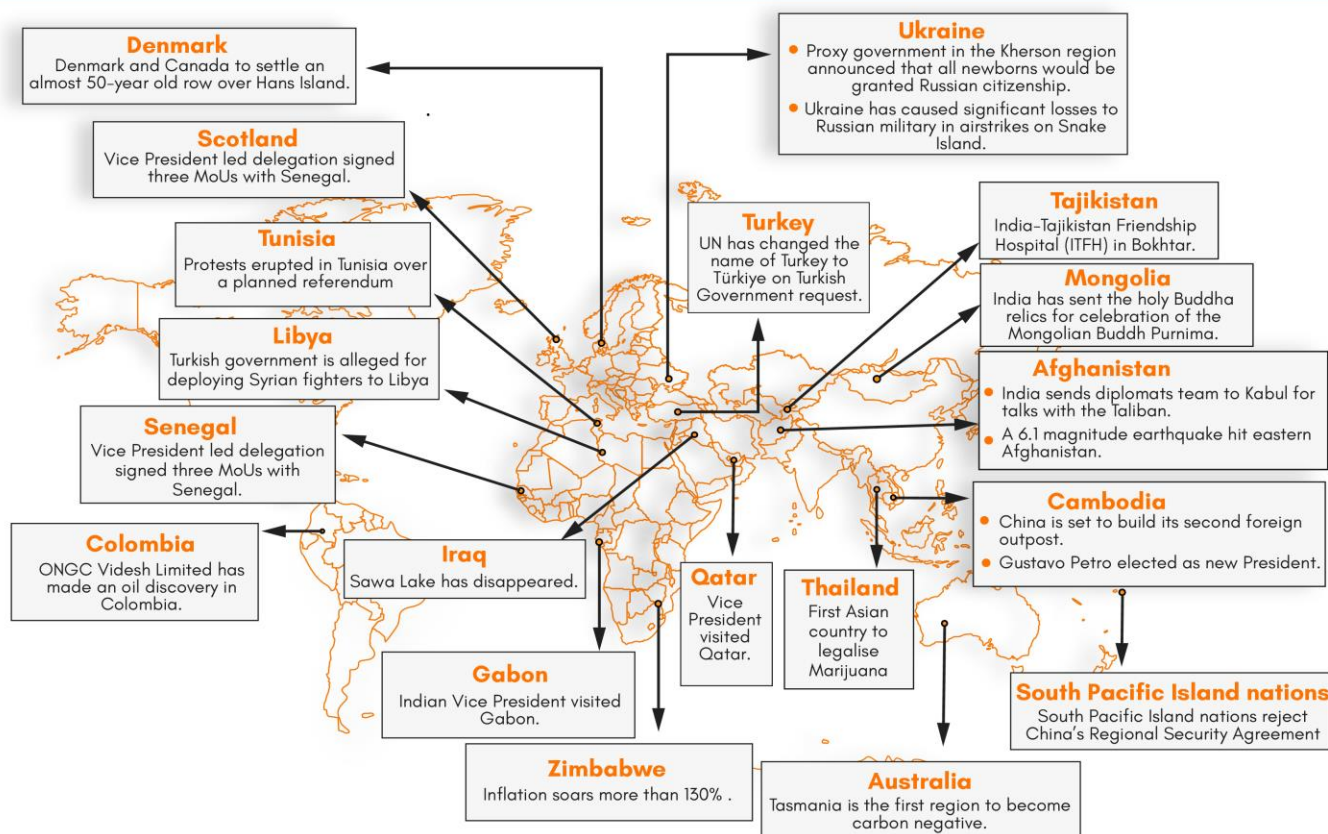 Denmark
Denmark and Canada to settle an
almost 50-year old row over Hans Island.
Ukraine
Proxy government in the Kherson region
announced that all newborns would be
granted Russian citizenship.
Ukraine has caused significant losses to
Russian military in airstrikes on Snake
Island.
Scotland
Vice President led delegation signed
three MoUs with Senegal.
Turkey
UN has changed the
name of Turkey to
Türkiye on Turkish
Government request.
Tajikistan
India-Tajikistan Friendship
Hospital (ITFH) in Bokhtar.
Tunisia
Protests erupted in Tunisia over
a planned referendum
Mongolia
India has sent the holy Buddha
relics for celebration of the
Mongolian Buddh Purnima.
Libya
Turkish government is alleged for
deploying Syrian fighters to Libya
Afghanistan
India sends diplomats team to Kabul for
talks with the Taliban.
A 6.1 magnitude earthquake hit eastern
Afghanistan.
Senegal
Vice President led delegation
signed three MoUs with
Senegal.
Cambodia
China is set to build its second foreign
outpost.
Gustavo Petro elected as new President.
Colombia
ONGC Videsh Limited has
made an oil discovery in
Colombia.
Iraq
Sawa Lake has disappeared.
Qatar
Vice
President
visited
Qatar.
Thailand
First Asian
country to
legalise
Marijuana
Gabon
Indian Vice President visited
Gabon.
South Pacific Island nations
South Pacific Island nations reject
China's Regional Security Agreement
Zimbabwe
Inflation soars more than 130% .
Australia
Tasmania is the first region to become
carbon negative.